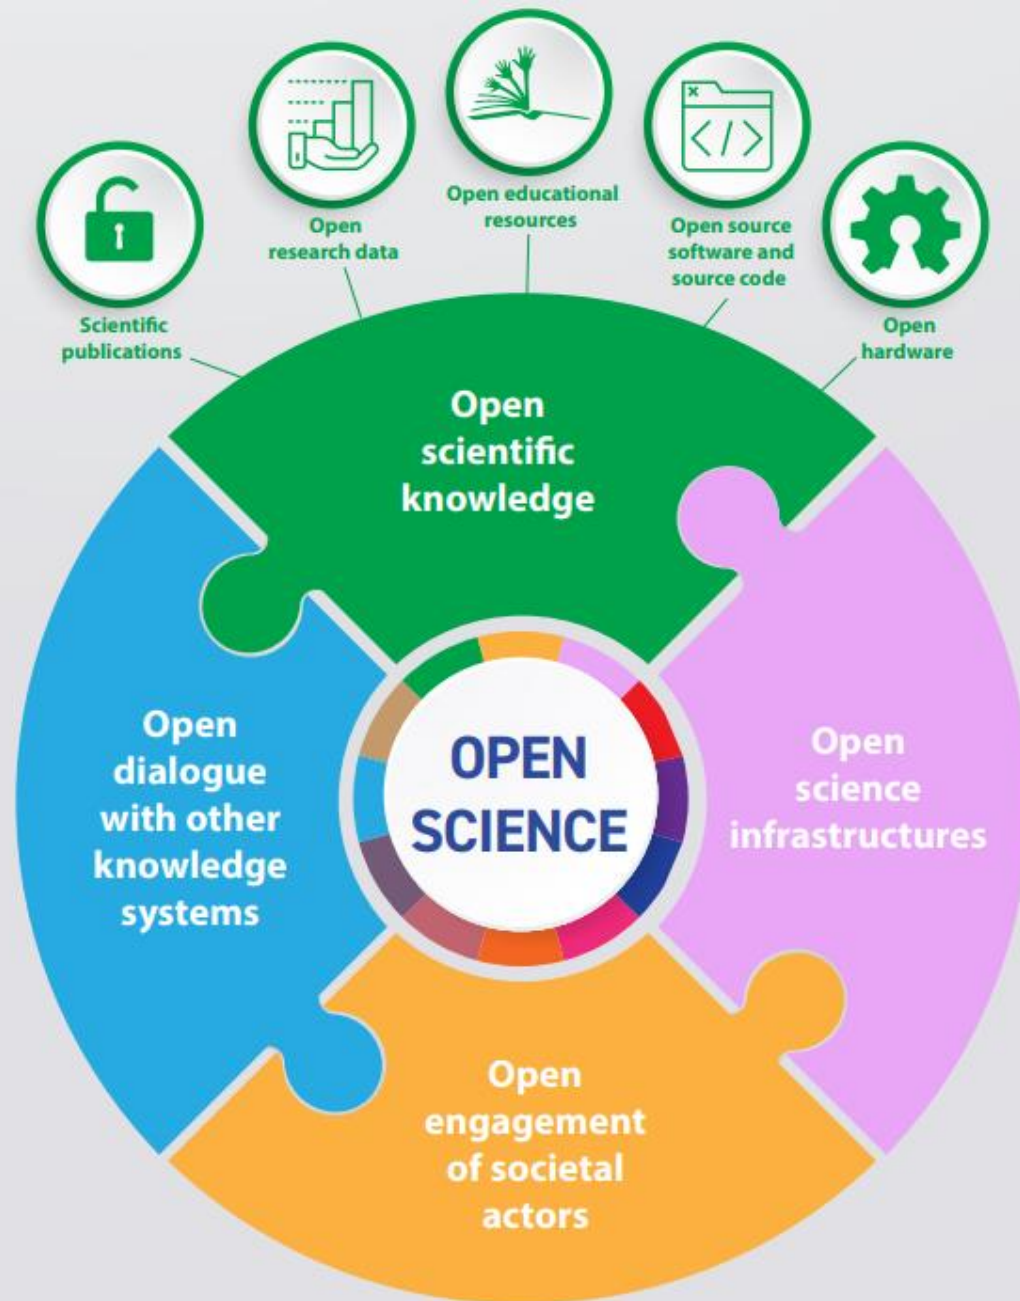 Scientific
publications
Open
research data
Open educational
resources
Open source
software and
source code
Open
hardware
Open
scientific
knowledge
Open
dialogue
with other
knowledge
systems
OPEN
SCIENCE
Open
science
infrastructures
Open
engagement
of societal
actors